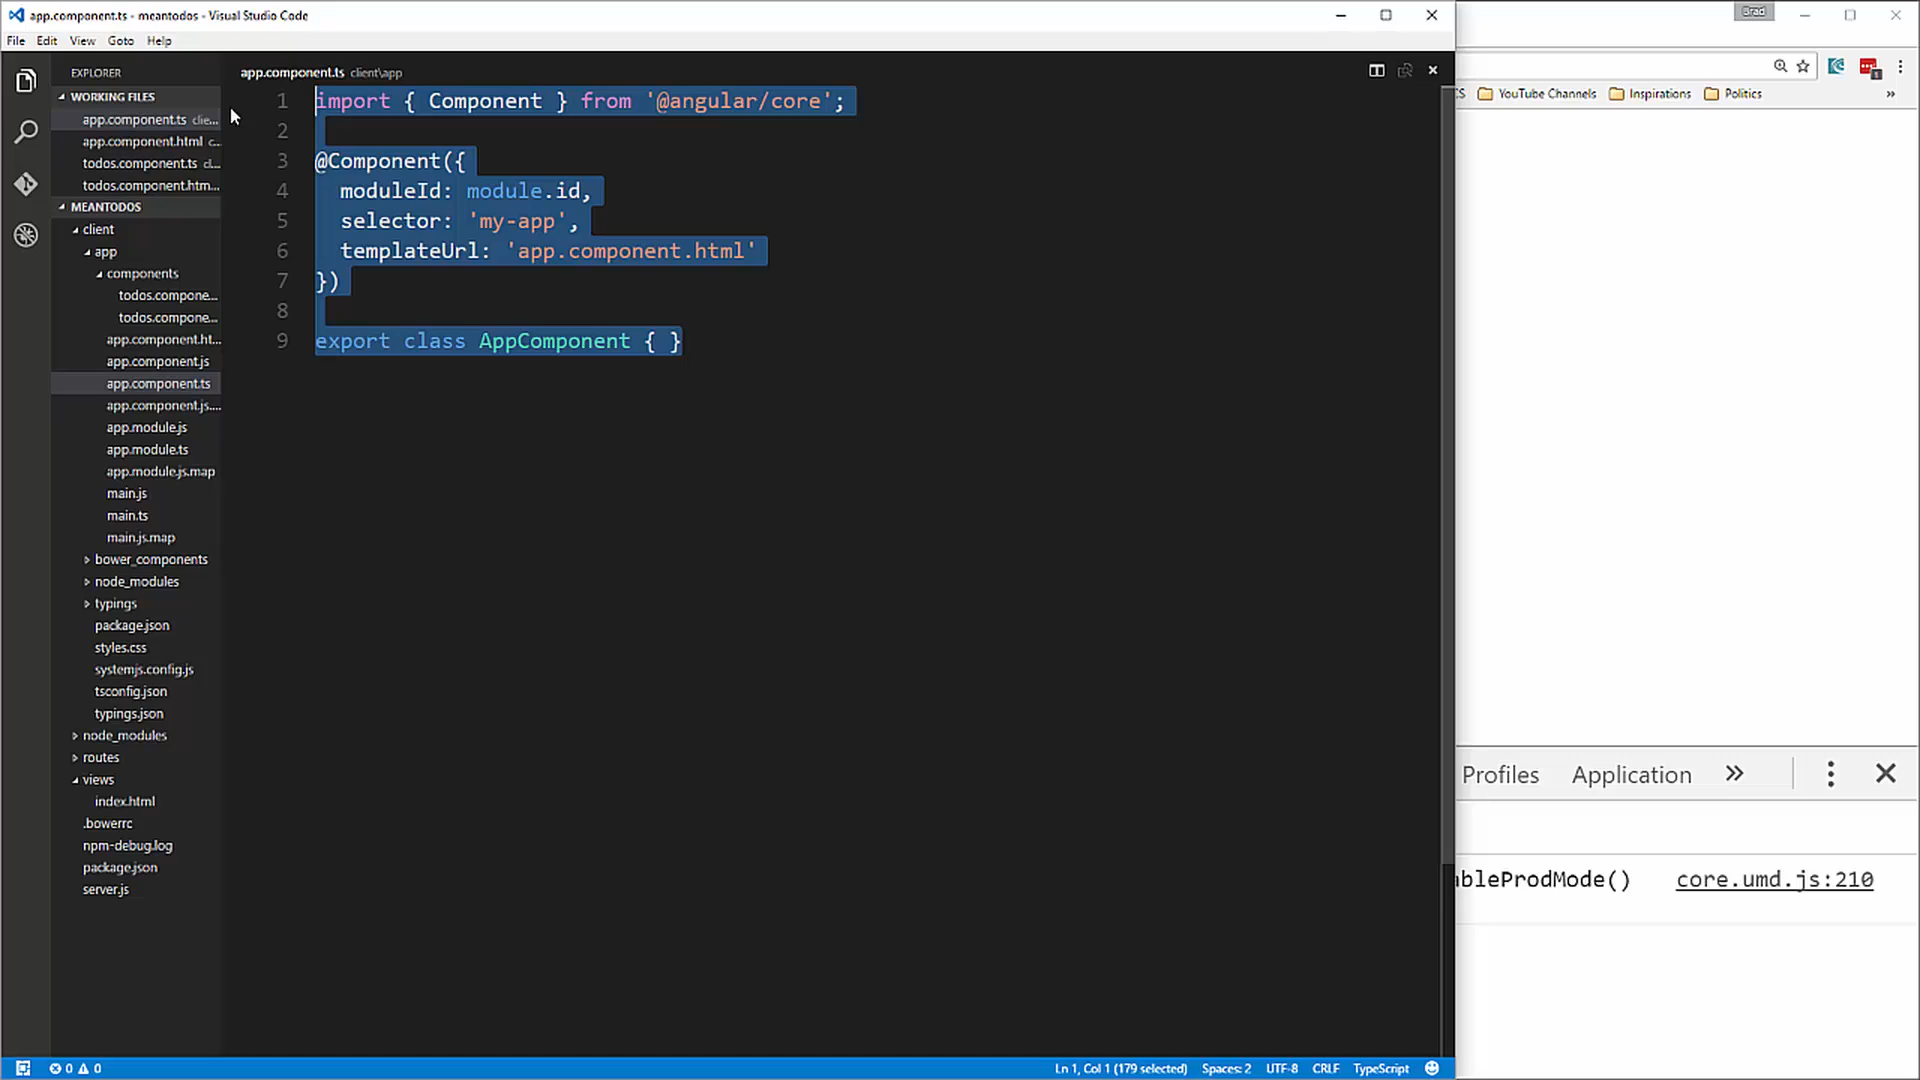 app.component.ts - meantodos - Visual Studio Code
File Edit View Goto Help
EXPLORER
WORKING FILES
app.component.ts clie...
app.component.html c...
todos.component.ts cl...
todos.component.htm...
MEANTODOS
client
app
components
todos.compone...
todos.compone...
app.component.ht...
app.component.js
app.component.ts
app.component.js....
app.module.js
app.module.ts
app.module.js.map
main.js
main.ts
main.js.map
bower_components
node_modules
typings
package.json
styles.css
systemjs.config.js
tsconfig.json
typings.json
node_modules
routes
views
index.html
.bowerrc
npm-debug.log
package.json
server.js
app.component.ts client\app
1 import { Component } from '@angular/core';
2
3 @Component({
4 moduleId: module.id,
5 selector: 'my-app',
6 templateUrl: 'app.component.html'
7 })
8
9 export class AppComponent { }
0 0
Ln 1, Col 1 (179 selected) Spaces: 2 UTF-8 CRLF TypeScript
Brad
CS YouTube Channels Inspirations Politics »
Profiles Application »
ableProdMode() core.umd.js:210